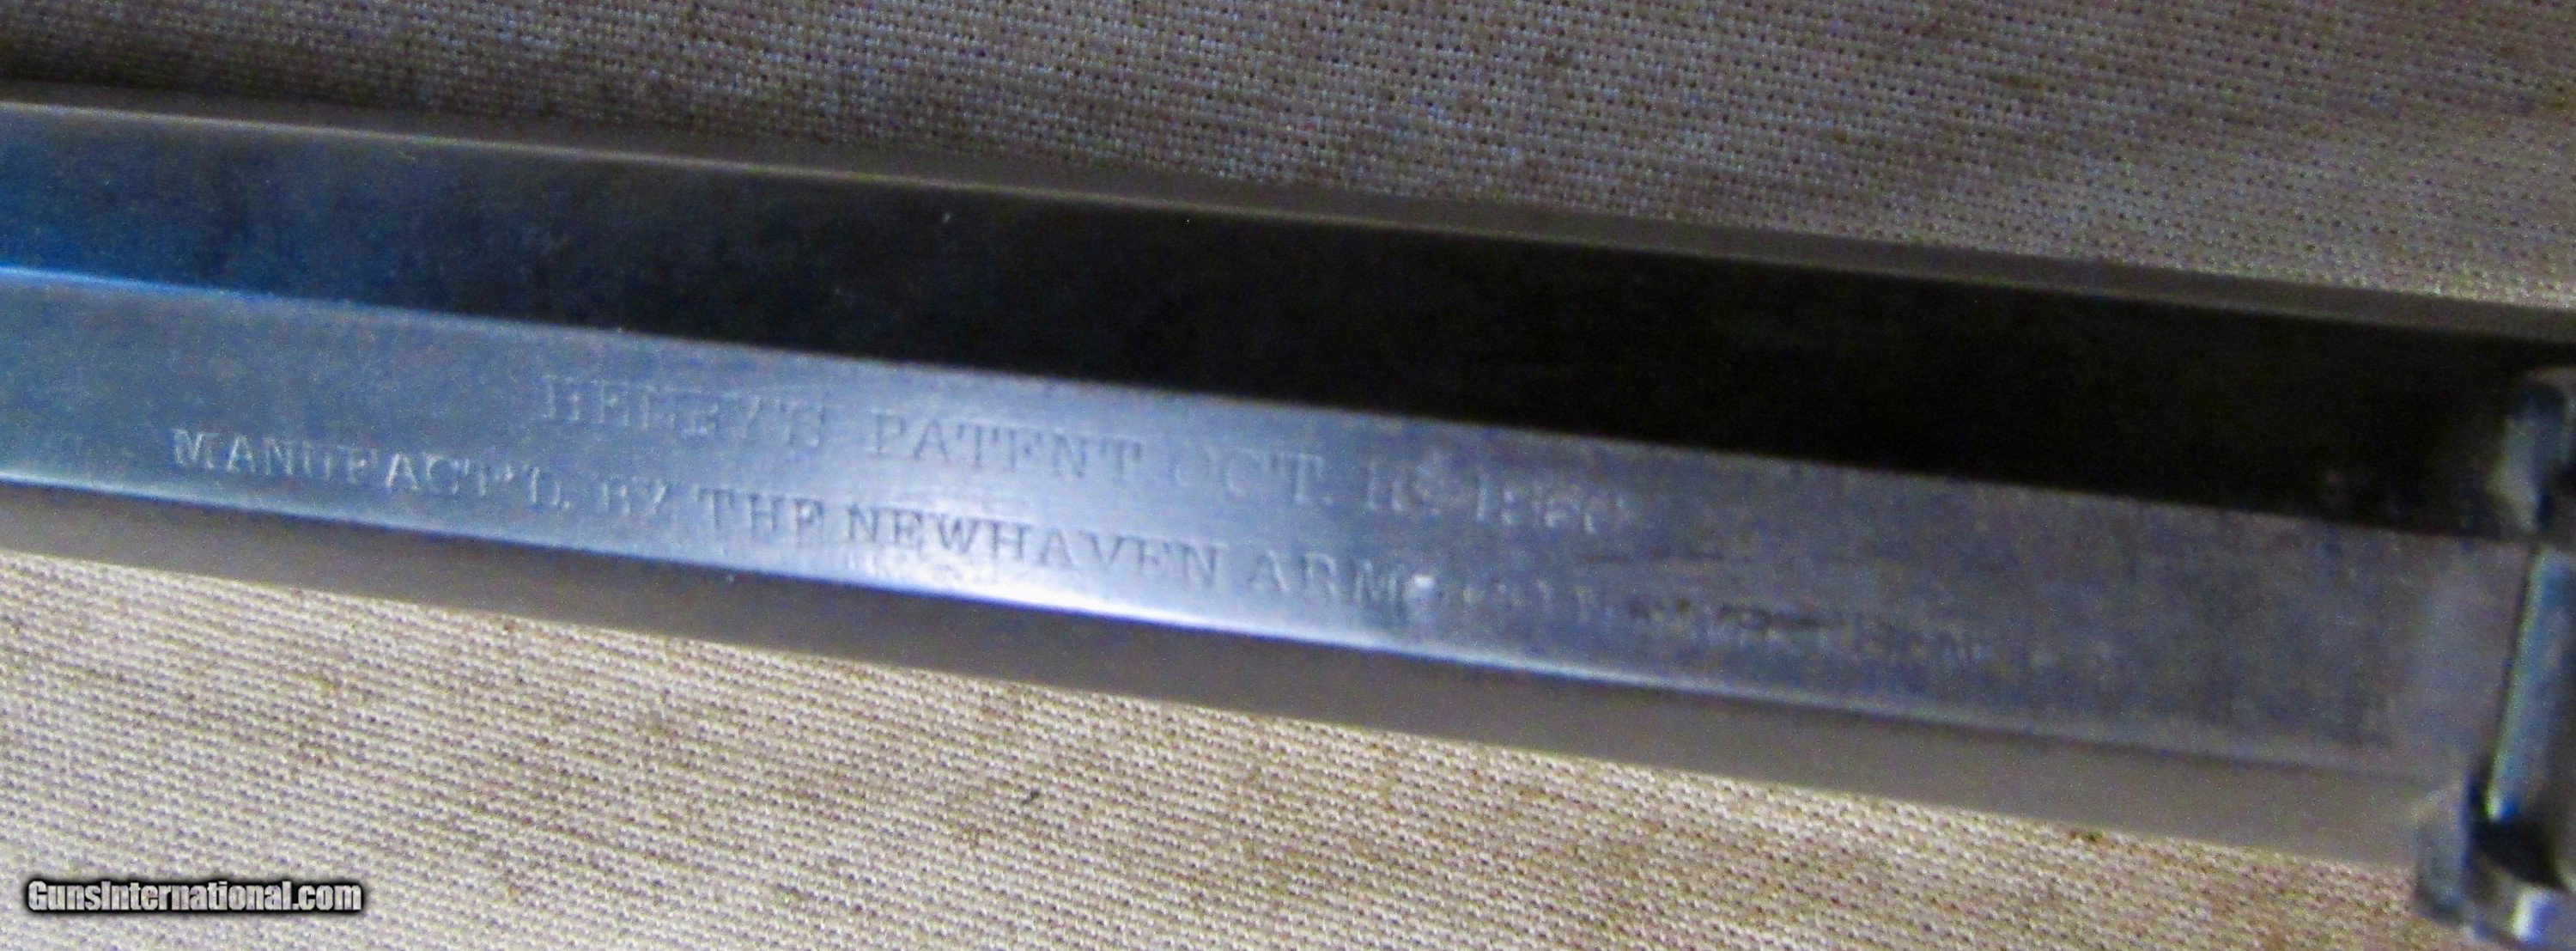 HENRY'S PATENT. OCT. 16. 1860
MANUFACT'D. BY THE NEWHAVEN ARMS
GunsInternational.com